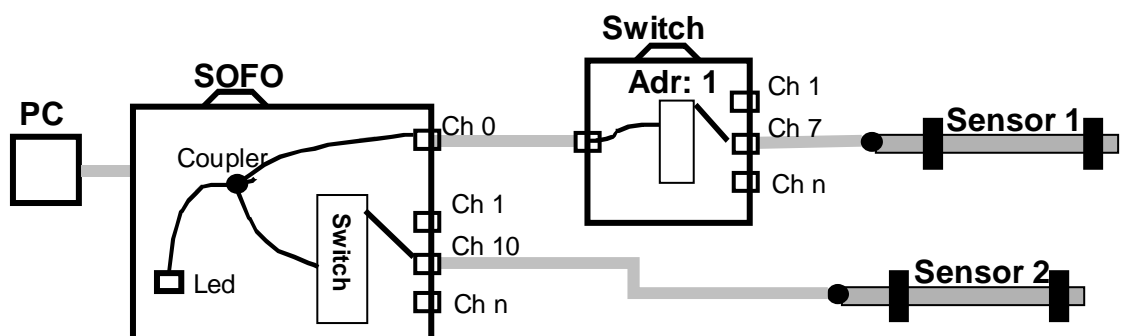 Switch
SOFO
Adr: 1
Ch 1
PC
Ch 0
Ch 7
Sensor 1
Coupler
Ch n
Ch 1
Switch
Ch 10
Led
Ch n
Sensor 2